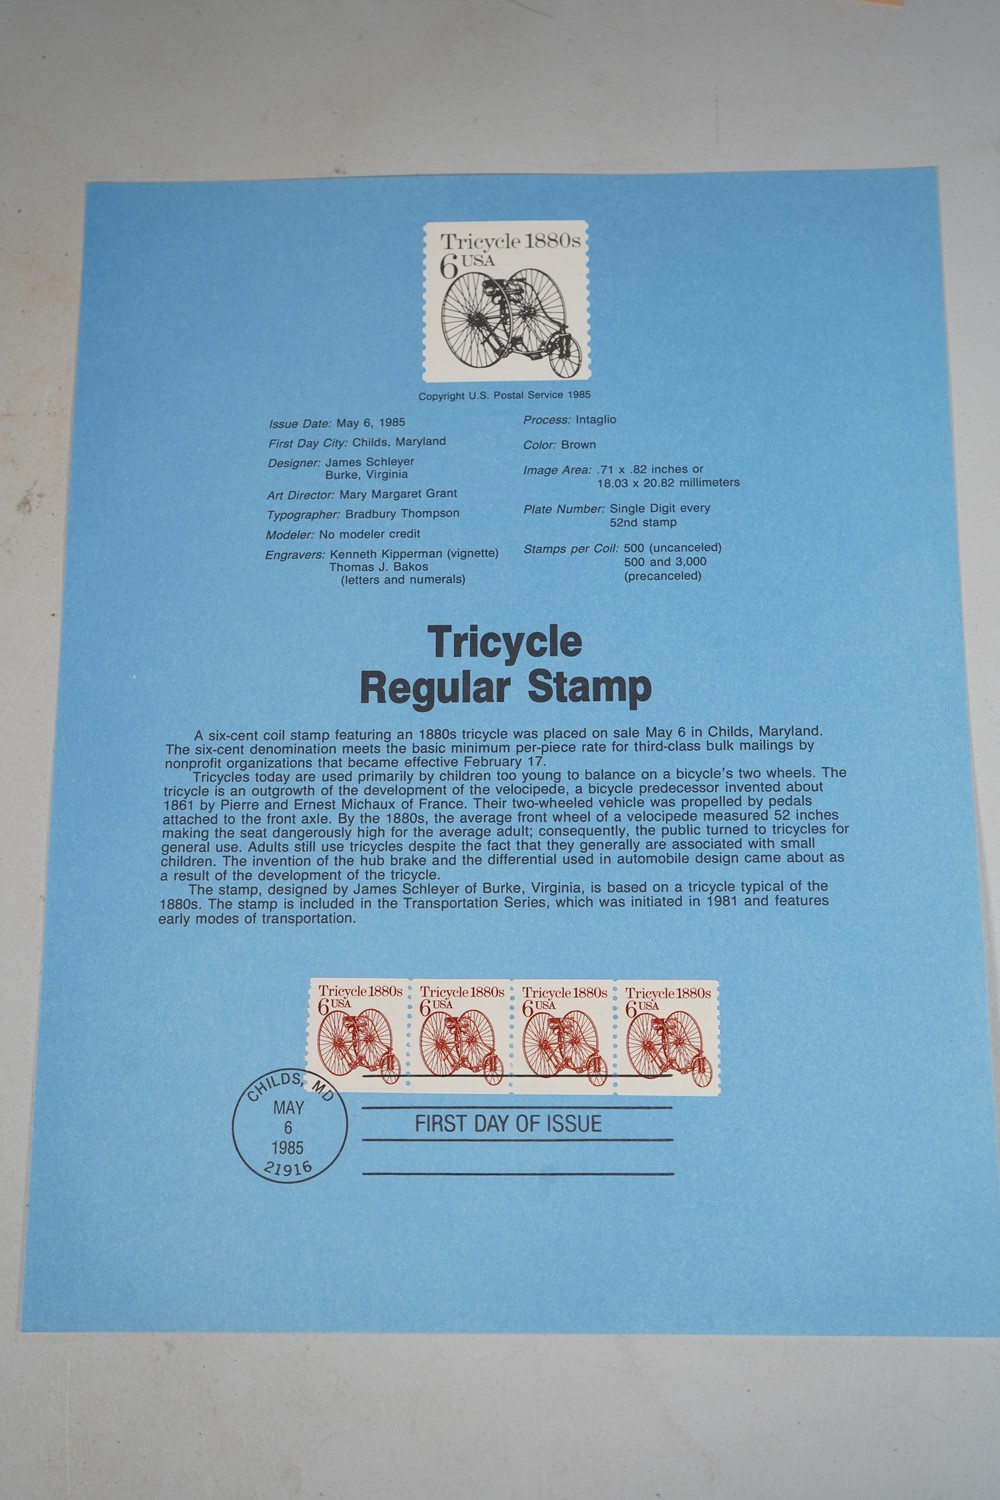 Tricycle 1880s
6 USA
Copyright U.S. Postal Service 1985
Issue Date: May 6, 1985
First Day City: Childs, Maryland
Designer: James Schleyer
Burke, Virginia
Art Director: Mary Margaret Grant
Typographer: Bradbury Thompson
Modeler: No modeler credit
Engravers: Kenneth Kipperman (vignette)
Thomas J. Bakos
(letters and numerals)
Process: Intaglio
Color: Brown
Image Area: .71 x .82 inches or
18.03 x 20.82 millimeters
Plate Number: Single Digit every
52nd stamp
Stamps per Coil: 500 (uncanceled)
500 and 3,000
(precanceled)
Tricycle
Regular Stamp
A six-cent coil stamp featuring an 1880s tricycle was placed on sale May 6 in Childs, Maryland.
The six-cent denomination meets the basic minimum per-piece rate for third-class bulk mailings by
nonprofit organizations that became effective February 17.
Tricycles today are used primarily by children too young to balance on a bicycle's two wheels. The
tricycle is an outgrowth of the development of the velocipede, a bicycle predecessor invented about
1861 by Pierre and Ernest Michaux of France. Their two-wheeled vehicle was propelled by pedals
attached to the front axle. By the 1880s, the average front wheel of a velocipede measured 52 inches
making the seat dangerously high for the average adult; consequently, the public turned to tricycles for
general use. Adults still use tricycles despite the fact that they generally are associated with small
children. The invention of the hub brake and the differential used in automobile design came about as
a result of the development of the tricycle.
The stamp, designed by James Schleyer of Burke, Virginia, is based on a tricycle typical of the
1880s. The stamp is included in the Transportation Series, which was initiated in 1981 and features
early modes of transportation.
Tricycle 1880s Tricycle 1880s Tricycle 1880s Tricycle 1880s
6 USA 6 USA 6 USA 6 USA
CHILDS, MD
MAY
6
1985
21916
FIRST DAY OF ISSUE